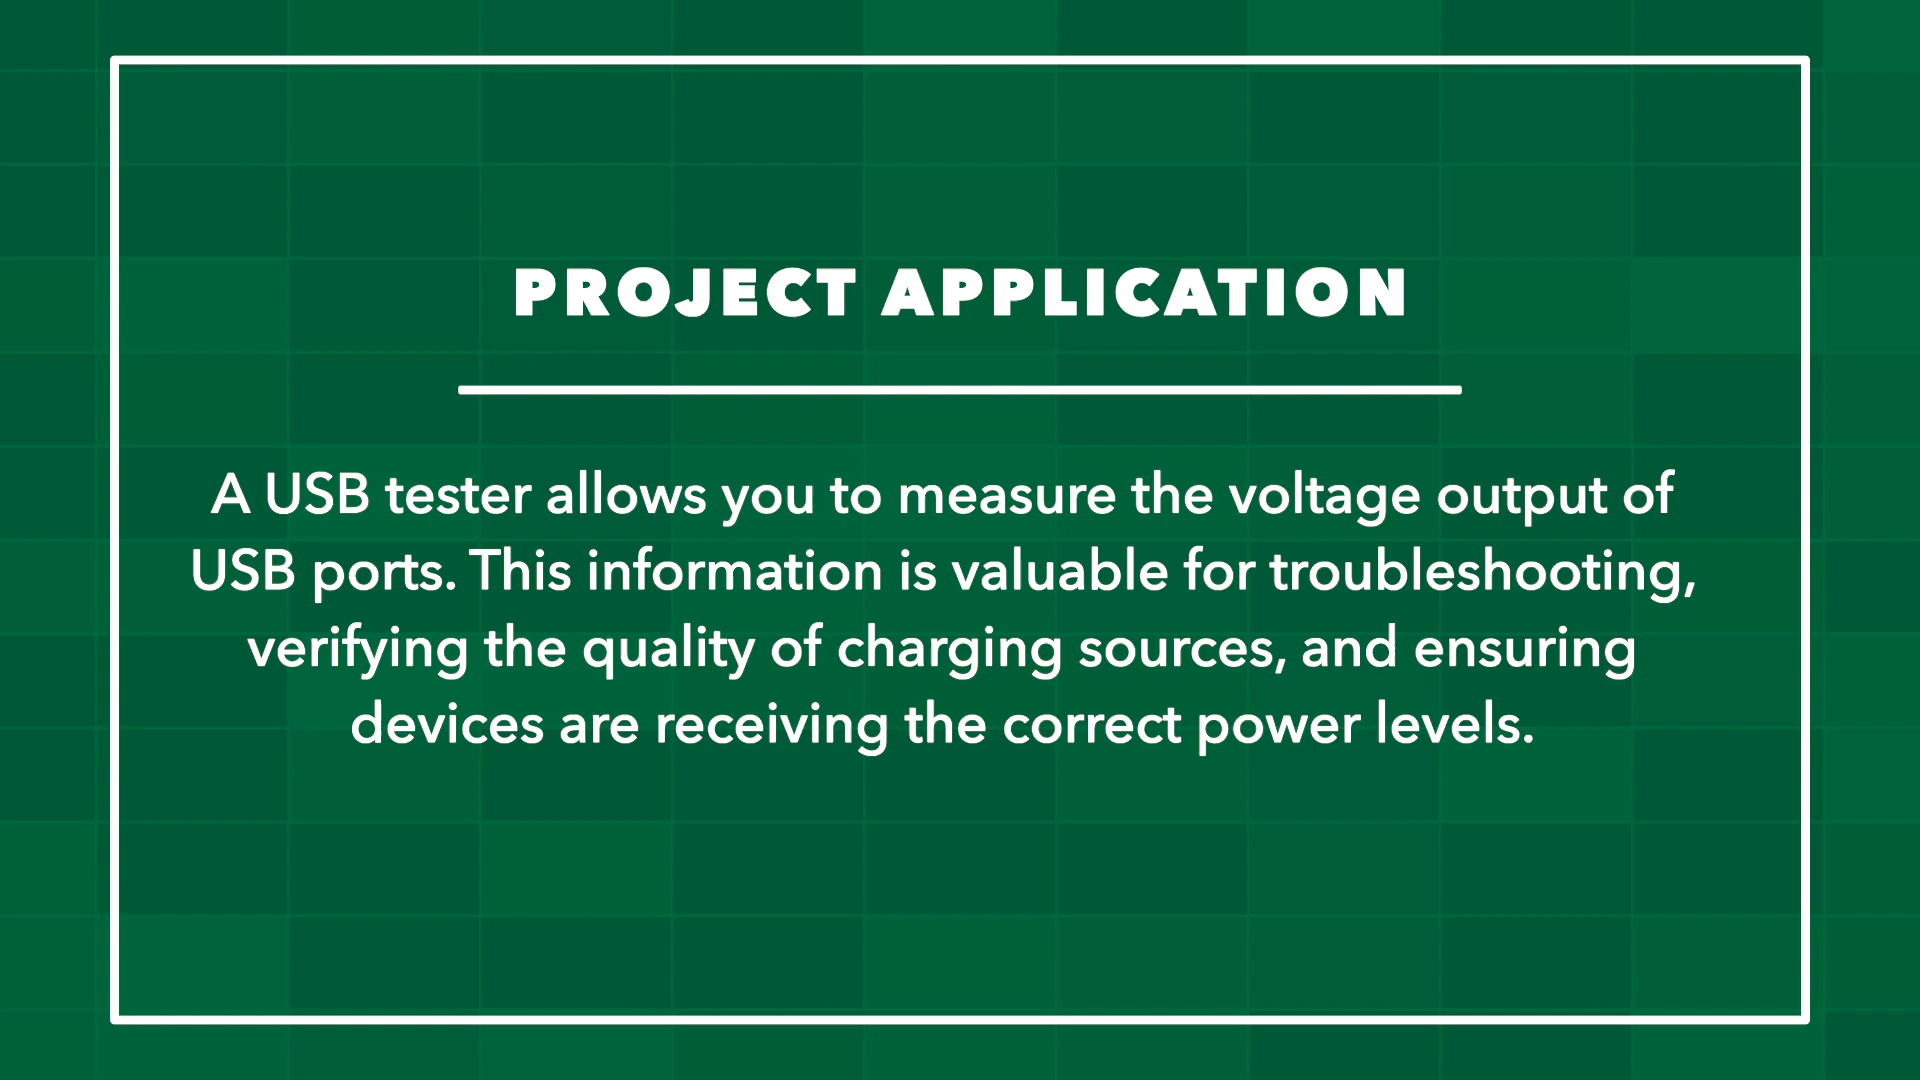 PROJECT APPLICATION
A USB tester allows you to measure the voltage output of
USB ports. This information is valuable for troubleshooting,
verifying the quality of charging sources, and ensuring
devices are receiving the correct power levels.